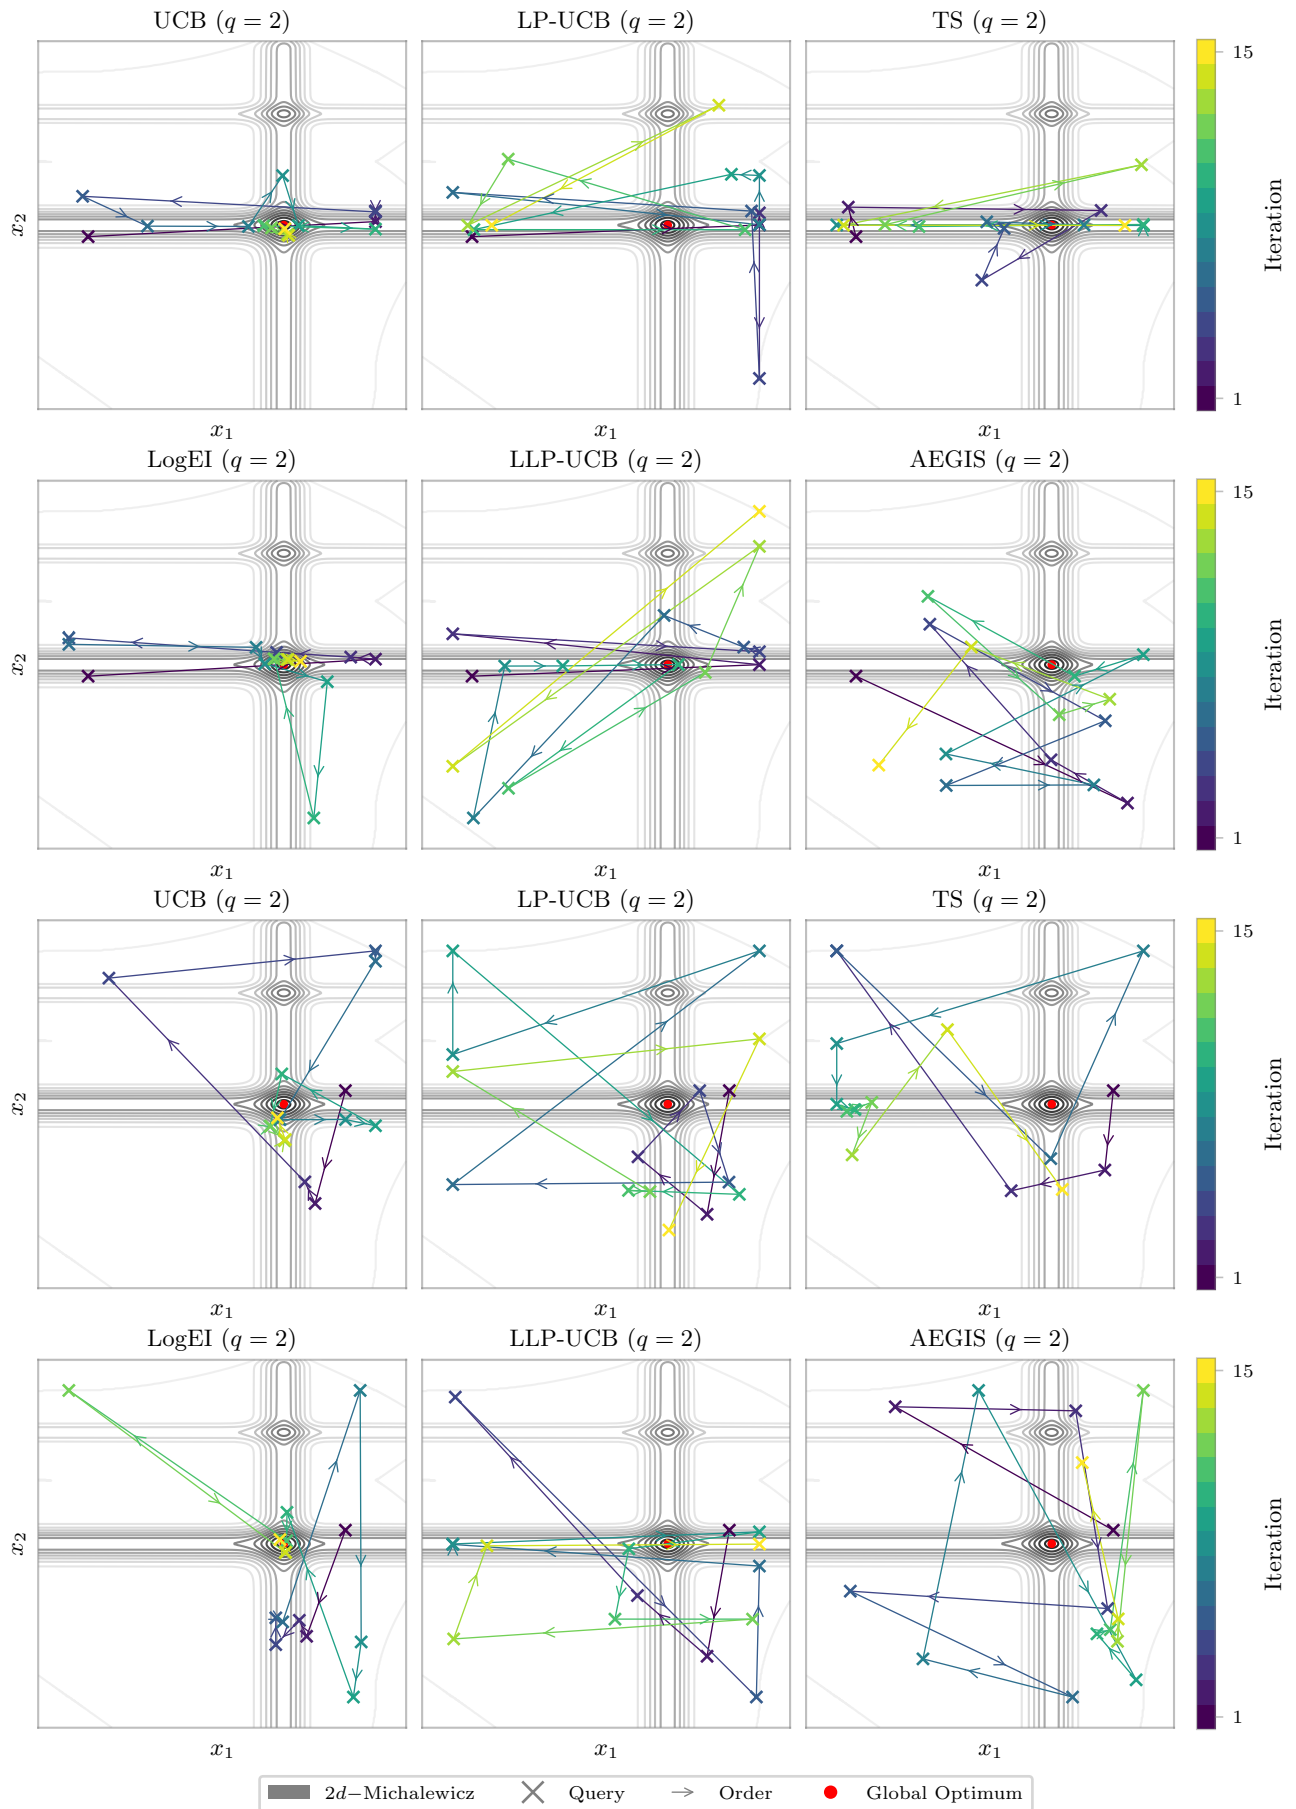 UCB (q = 2) LP-UCB (q = 2) TS (q = 2)
15
x₂
Iteration
1
x₁ x₁ x₁
LogEI (q = 2) LLP-UCB (q = 2) AEGIS (q = 2)
15
x₂
Iteration
1
x₁ x₁ x₁
UCB (q = 2) LP-UCB (q = 2) TS (q = 2)
15
x₂
Iteration
1
x₁ x₁ x₁
LogEI (q = 2) LLP-UCB (q = 2) AEGIS (q = 2)
15
x₂
Iteration
1
x₁ x₁ x₁
2d−Michalewicz Query Order Global Optimum